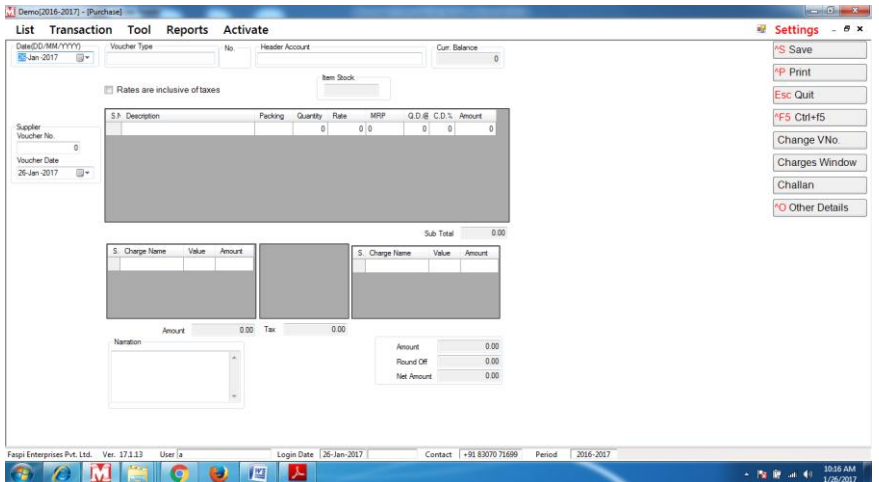 Demo[2016-2017] - [Purchase]
List Transaction Tool Reports Activate Settings
Date(DD/MM/YYYY) Voucher Type No. Header Account Curr. Balance
26-Jan-2017 0
Item Stock
Rates are inclusive of taxes
S.N Description Packing Quantity Rate MRP Q.D.@ C.D.% Amount
0 0 0 0 0 0
Supplier
Voucher No.
0
Voucher Date
26-Jan-2017
Sub Total 0.00
S. Charge Name Value Amount
S. Charge Name Value Amount
Amount 0.00 Tax 0.00
Narration
Amount 0.00
Round Off 0.00
Net Amount 0.00
^S Save
^P Print
Esc Quit
^F5 Ctrl+f5
Change VNo.
Charges Window
Challan
^O Other Details
Faspi Enterprises Pvt. Ltd. Ver. 17.1.13 User a Login Date 26-Jan-2017 Contact +91 83070 71699 Period 2016-2017
10:16 AM
1/26/2017